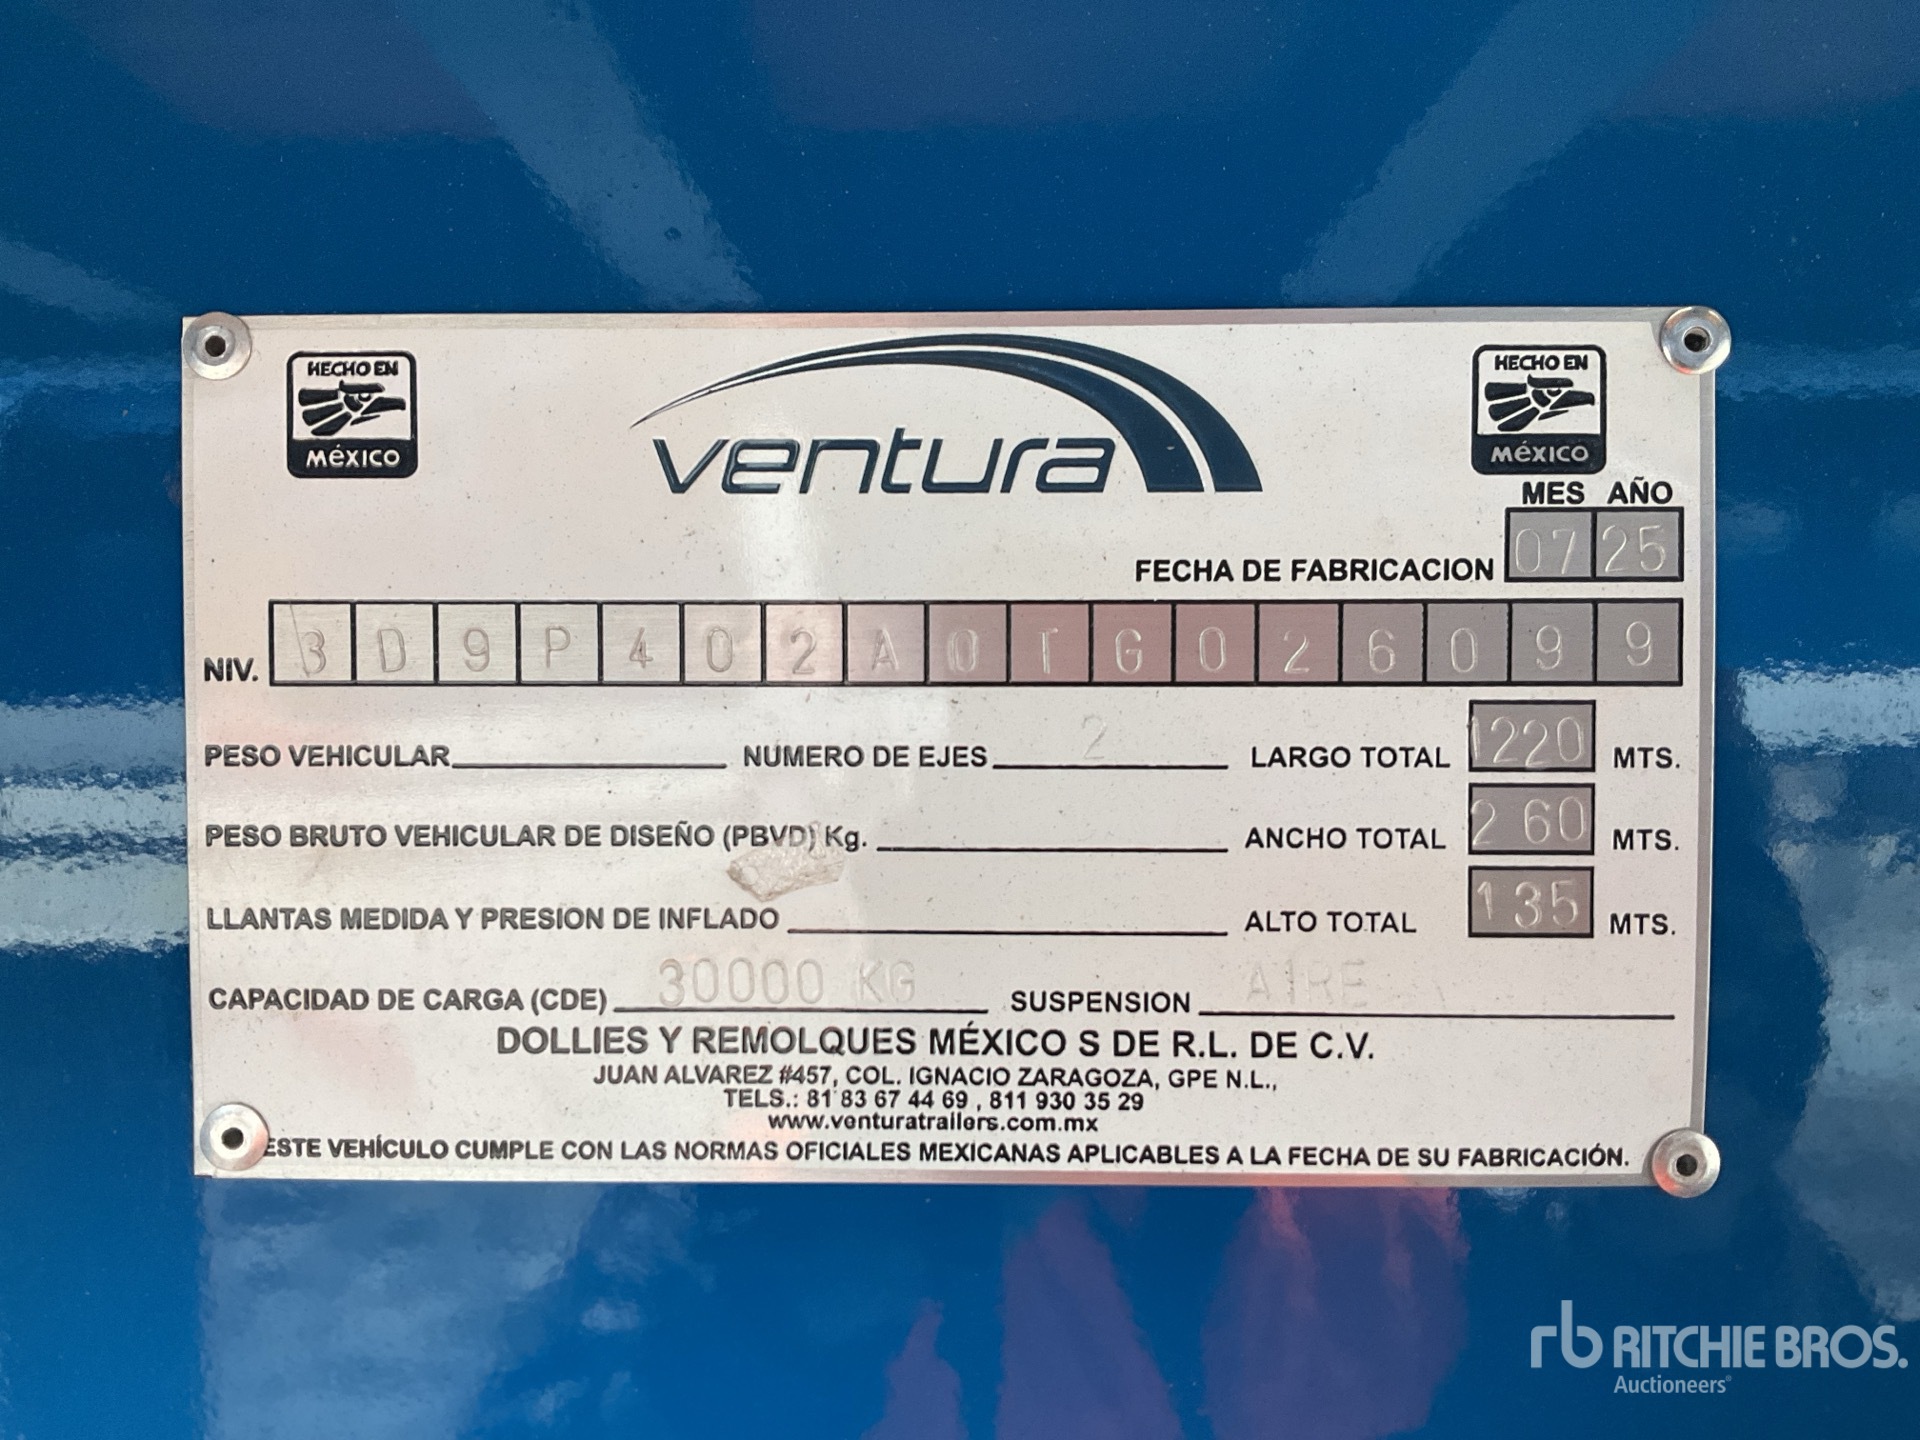 HECHO EN
MÉXICO
ventura
HECHO EN
MÉXICO
MES AÑO
FECHA DE FABRICACION 07 25
NIV. 3 D 9 P 4 0 2 A 0 T G 0 2 6 0 9 9
PESO VEHICULAR NUMERO DE EJES 2 LARGO TOTAL 1220 MTS.
PESO BRUTO VEHICULAR DE DISEÑO (PBVD) Kg. ANCHO TOTAL 2 60 MTS.
LLANTAS MEDIDA Y PRESION DE INFLADO ALTO TOTAL 1 35 MTS.
CAPACIDAD DE CARGA (CDE) 30000 KG SUSPENSION AIRE
DOLLIES Y REMOLQUES MÉXICO S DE R.L. DE C.V.
JUAN ALVAREZ #457, COL. IGNACIO ZARAGOZA, GPE N.L.,
TELS.: 81 83 67 44 69 , 811 930 35 29
www.venturatrailers.com.mx
ESTE VEHÍCULO CUMPLE CON LAS NORMAS OFICIALES MEXICANAS APLICABLES A LA FECHA DE SU FABRICACIÓN.
rb RITCHIE BROS.
Auctioneers®